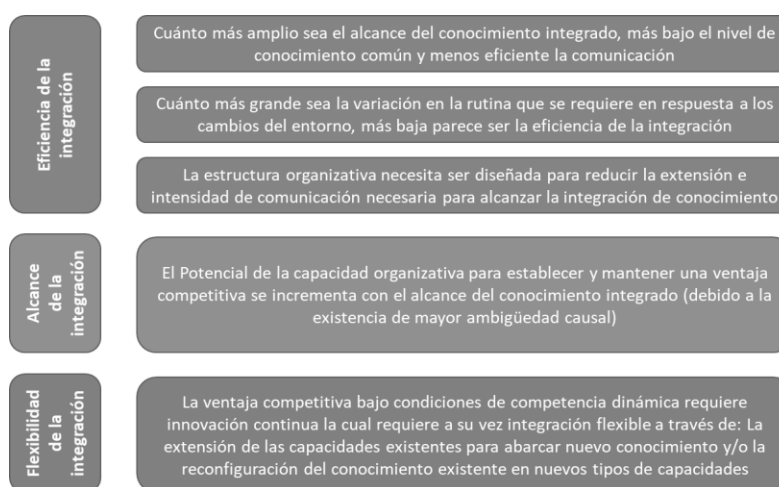 Eficiencia de la
integración
Cuánto más amplio sea el alcance del conocimiento integrado, más bajo el nivel de
conocimiento común y menos eficiente la comunicación
Cuánto más grande sea la variación en la rutina que se requiere en respuesta a los
cambios del entorno, más baja parece ser la eficiencia de la integración
La estructura organizativa necesita ser diseñada para reducir la extensión e
intensidad de comunicación necesaria para alcanzar la integración de conocimiento
Alcance
de la
integración
El Potencial de la capacidad organizativa para establecer y mantener una ventaja
competitiva se incrementa con el alcance del conocimiento integrado (debido a la
existencia de mayor ambigüedad causal)
Flexibilidad
de la
integración
La ventaja competitiva bajo condiciones de competencia dinámica requiere
innovación continua la cual requiere a su vez integración flexible a través de: La
extensión de las capacidades existentes para abarcar nuevo conocimiento y/o la
reconfiguración del conocimiento existente en nuevos tipos de capacidades